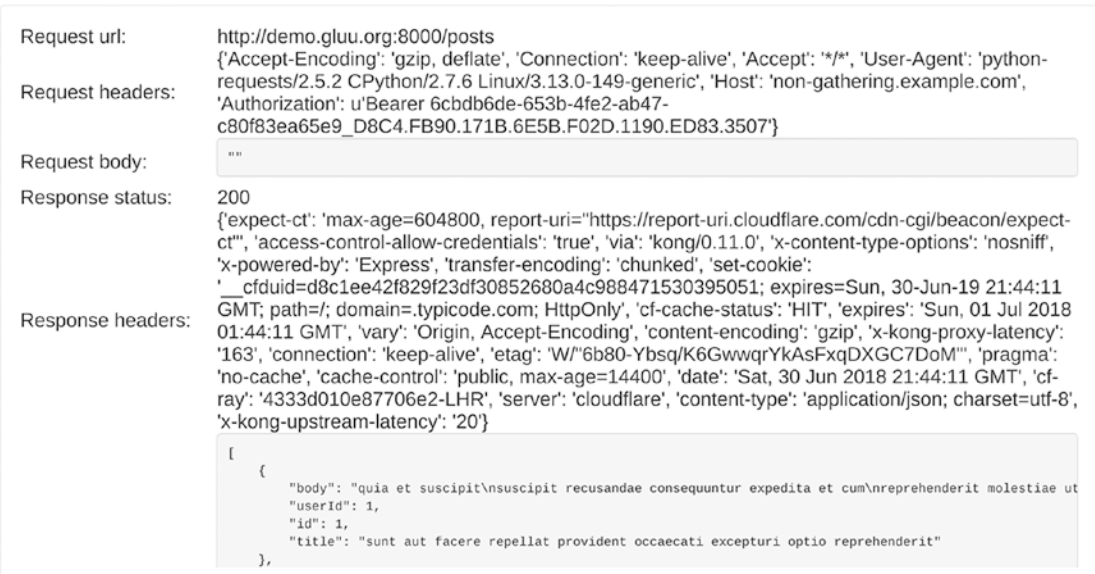 Request url: http://demo.gluu.org:8000/posts
{'Accept-Encoding': 'gzip, deflate', 'Connection': 'keep-alive', 'Accept': '*/*', 'User-Agent': 'python-
Request headers: requests/2.5.2 CPython/2.7.6 Linux/3.13.0-149-generic', 'Host': 'non-gathering.example.com',
'Authorization': u'Bearer 6cbdb6de-653b-4fe2-ab47-
c80f83ea65e9_D8C4.FB90.171B.6E5B.F02D.1190.ED83.3507'}
Request body: ""
Response status: 200
{'expect-ct': 'max-age=604800, report-uri="https://report-uri.cloudflare.com/cdn-cgi/beacon/expect-
ct"', 'access-control-allow-credentials': 'true', 'via': 'kong/0.11.0', 'x-content-type-options': 'nosniff',
'x-powered-by': 'Express', 'transfer-encoding': 'chunked', 'set-cookie':
'__cfduid=d8c1ee42f829f23df30852680a4c988471530395051; expires=Sun, 30-Jun-19 21:44:11
GMT; path=/; domain=.typicode.com; HttpOnly', 'cf-cache-status': 'HIT', 'expires': 'Sun, 01 Jul 2018
Response headers: 01:44:11 GMT', 'vary': 'Origin, Accept-Encoding', 'content-encoding': 'gzip', 'x-kong-proxy-latency':
'163', 'connection': 'keep-alive', 'etag': 'W/"6b80-Ybsq/K6GwwqrYkAsFxqDXGC7DoM"', 'pragma':
'no-cache', 'cache-control': 'public, max-age=14400', 'date': 'Sat, 30 Jun 2018 21:44:11 GMT', 'cf-
ray': '4333d010e87706e2-LHR', 'server': 'cloudflare', 'content-type': 'application/json; charset=utf-8',
'x-kong-upstream-latency': '20'}
[
{
"body": "quia et suscipit\nsuscipit recusandae consequuntur expedita et cum\nreprehenderit molestiae ut
"userId": 1,
"id": 1,
"title": "sunt aut facere repellat provident occaecati excepturi optio reprehenderit"
},